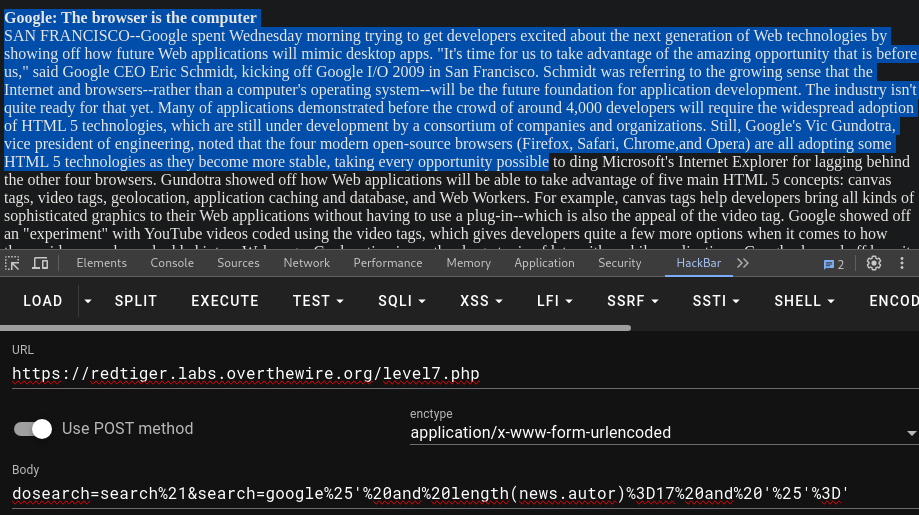 Google: The browser is the computer
SAN FRANCISCO--Google spent Wednesday morning trying to get developers excited about the next generation of Web technologies by
showing off how future Web applications will mimic desktop apps. "It's time for us to take advantage of the amazing opportunity that is before
us," said Google CEO Eric Schmidt, kicking off Google I/O 2009 in San Francisco. Schmidt was referring to the growing sense that the
Internet and browsers--rather than a computer's operating system--will be the future foundation for application development. The industry isn't
quite ready for that yet. Many of applications demonstrated before the crowd of around 4,000 developers will require the widespread adoption
of HTML 5 technologies, which are still under development by a consortium of companies and organizations. Still, Google's Vic Gundotra,
vice president of engineering, noted that the four modern open-source browsers (Firefox, Safari, Chrome,and Opera) are all adopting some
HTML 5 technologies as they become more stable, taking every opportunity possible to ding Microsoft's Internet Explorer for lagging behind
the other four browsers. Gundotra showed off how Web applications will be able to take advantage of five main HTML 5 concepts: canvas
tags, video tags, geolocation, application caching and database, and Web Workers. For example, canvas tags help developers bring all kinds of
sophisticated graphics to their Web applications without having to use a plug-in--which is also the appeal of the video tag. Google showed off
an "experiment" with YouTube videos coded using the video tags, which gives developers quite a few more options when it comes to how
Elements Console Sources Network Performance Memory Application Security HackBar 2
LOAD SPLIT EXECUTE TEST SQLI XSS LFI SSRF SSTI SHELL ENCOD
URL
https://redtiger.labs.overthewire.org/level7.php
Use POST method
enctype
application/x-www-form-urlencoded
Body
dosearch=search%21&search=google%25'%20and%20length(news.autor)%3D17%20and%20'%25'%3D'